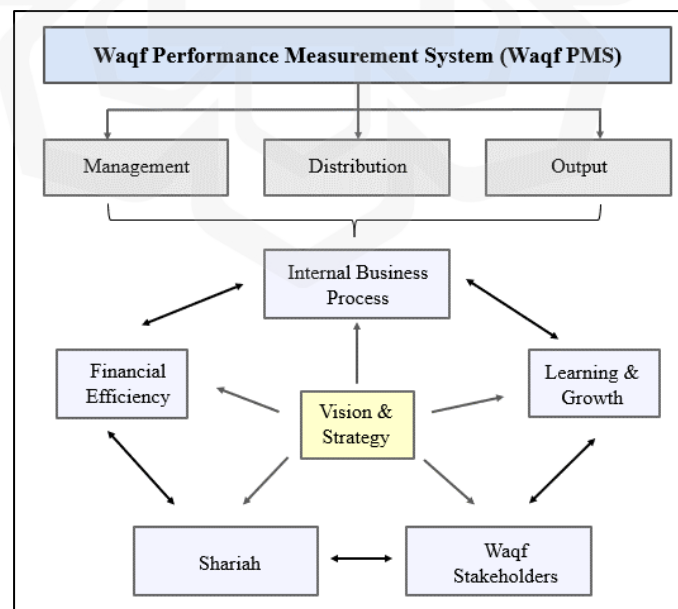 Waqf Performance Measurement System (Waqf PMS)
Management
Distribution
Output
Internal Business
Process
Financial
Efficiency
Learning &
Growth
Vision &
Strategy
Shariah
Waqf
Stakeholders